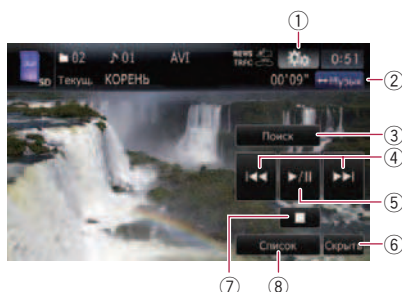 ①
02 01 AVI NEWS TRFC 0:51
SD Текущ. КОРЕНЬ 00'09" Музык ②
Поиск ③
④
⑤
Список Скрыть ⑥
⑦ ⑧